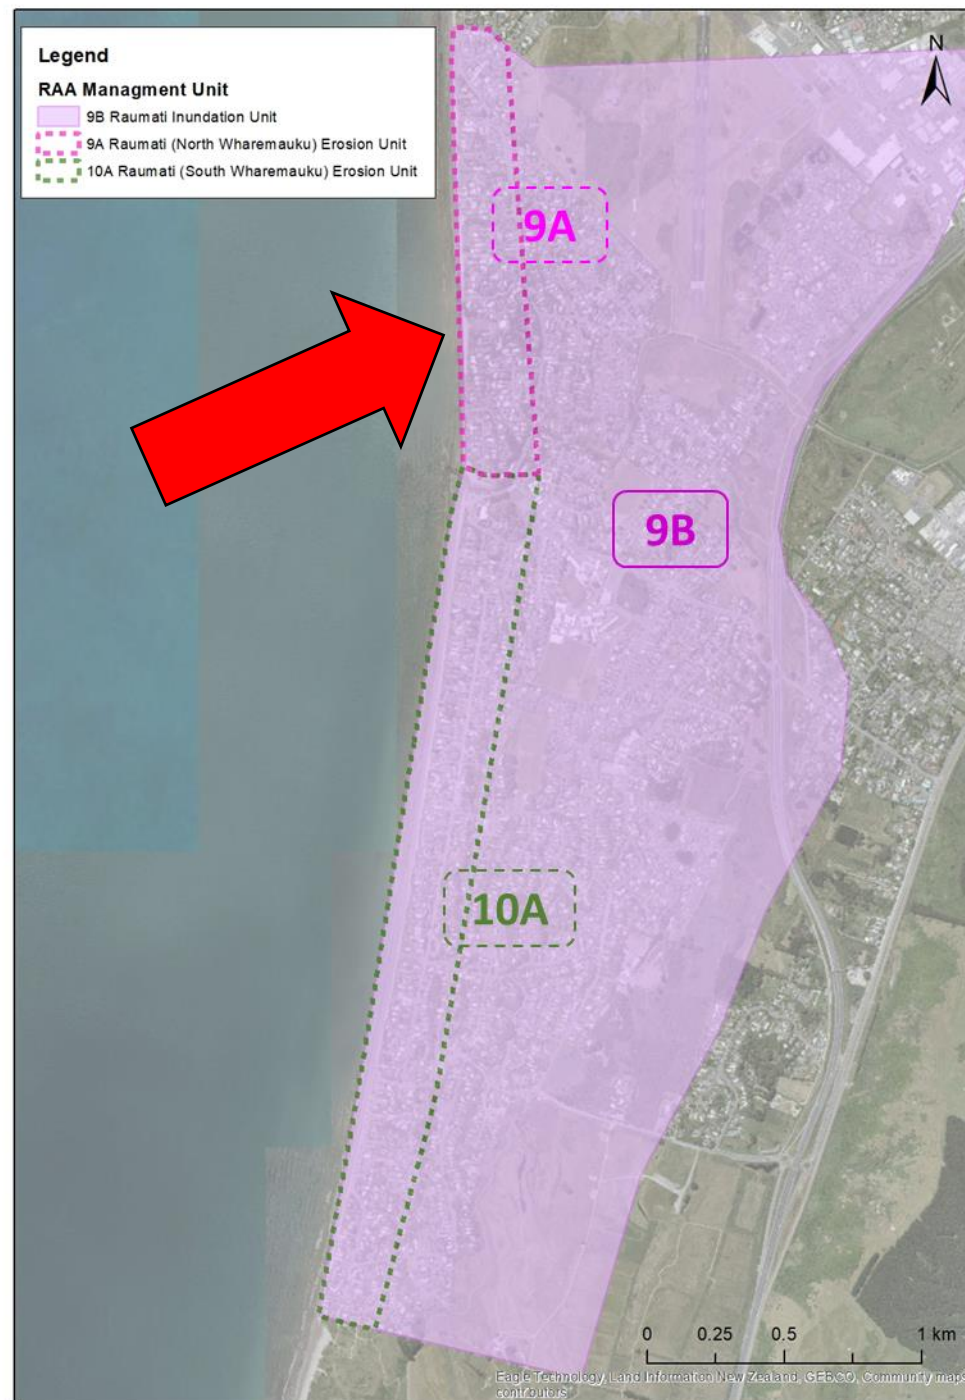 Legend
RAA Managment Unit
9B Raumati Inundation Unit
9A Raumati (North Wharemauku) Erosion Unit
10A Raumati (South Wharemauku) Erosion Unit
N
9A
9B
10A
0 0.25 0.5 1 km
Eagle Technology, Land Information New Zealand, GEBCO, Community maps
contributors